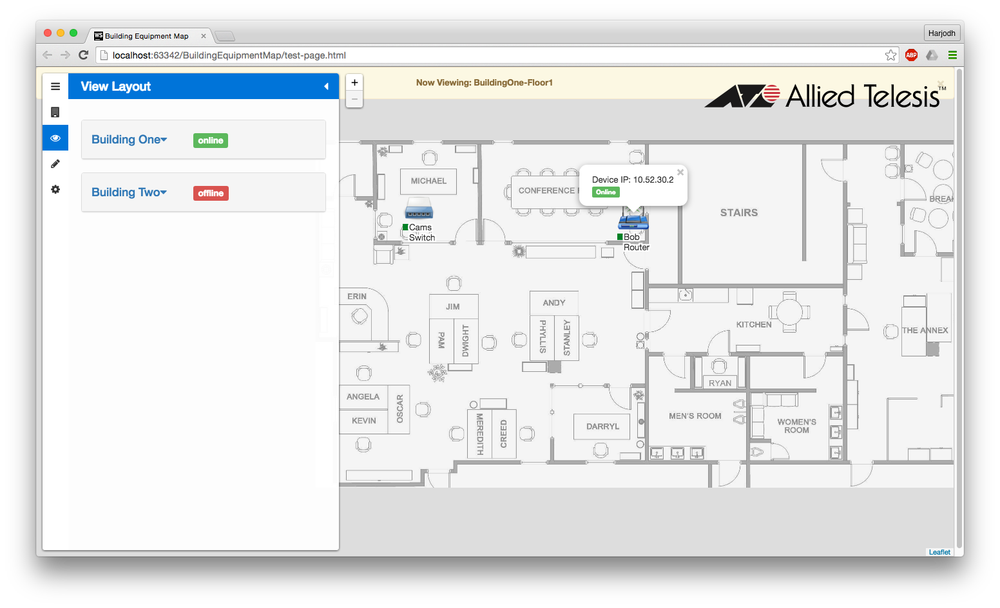 WS Building Equipment Map
Harjodh
localhost:63342/BuildingEquipmentMap/test-page.html
ABP
View Layout
+
−
Now Viewing: BuildingOne-Floor1
Allied Telesis™
Building One
online
Building Two
offline
Device IP: 10.52.30.2
Online
MICHAEL
CONFERENCE
STAIRS
Cams
Switch
Bob
Router
ERIN
JIM
ANDY
PAM
DWIGHT
PHYLLIS
STANLEY
KITCHEN
THE ANNEX
ANGELA
OSCAR
KEVIN
RYAN
MEREDITH
CREED
DARRYL
MEN'S ROOM
WOMEN'S
ROOM
Leaflet